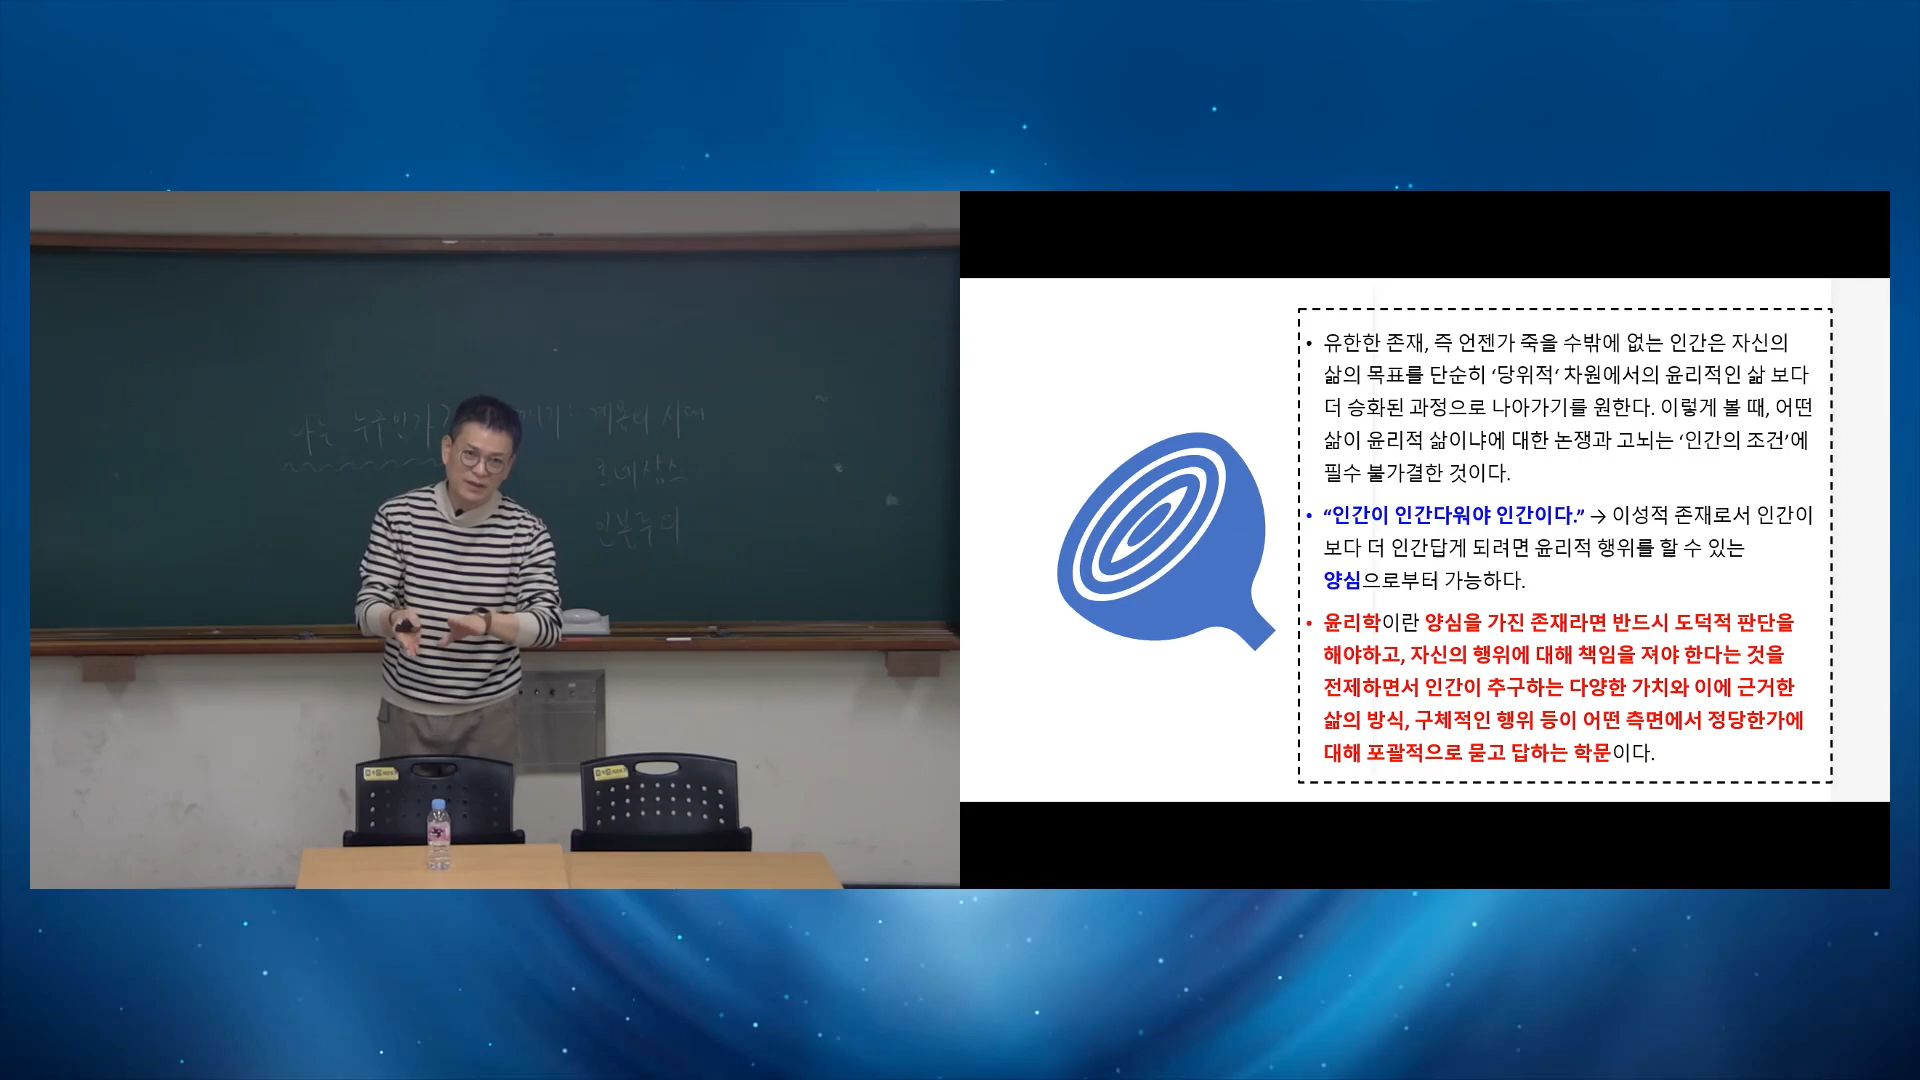 나는 누구인가?
계몽의 시대
르네상스
인본주의
• 유한한 존재, 즉 언젠가 죽을 수밖에 없는 인간은 자신의
삶의 목표를 단순히 ‘당위적‘ 차원에서의 윤리적인 삶 보다
더 승화된 과정으로 나아가기를 원한다. 이렇게 볼 때, 어떤
삶이 윤리적 삶이냐에 대한 논쟁과 고뇌는 ‘인간의 조건’에
필수 불가결한 것이다.
• “인간이 인간다워야 인간이다.” → 이성적 존재로서 인간이
보다 더 인간답게 되려면 윤리적 행위를 할 수 있는
양심으로부터 가능하다.
• 윤리학이란 양심을 가진 존재라면 반드시 도덕적 판단을
해야하고, 자신의 행위에 대해 책임을 져야 한다는 것을
전제하면서 인간이 추구하는 다양한 가치와 이에 근거한
삶의 방식, 구체적인 행위 등이 어떤 측면에서 정당한가에
대해 포괄적으로 묻고 답하는 학문이다.